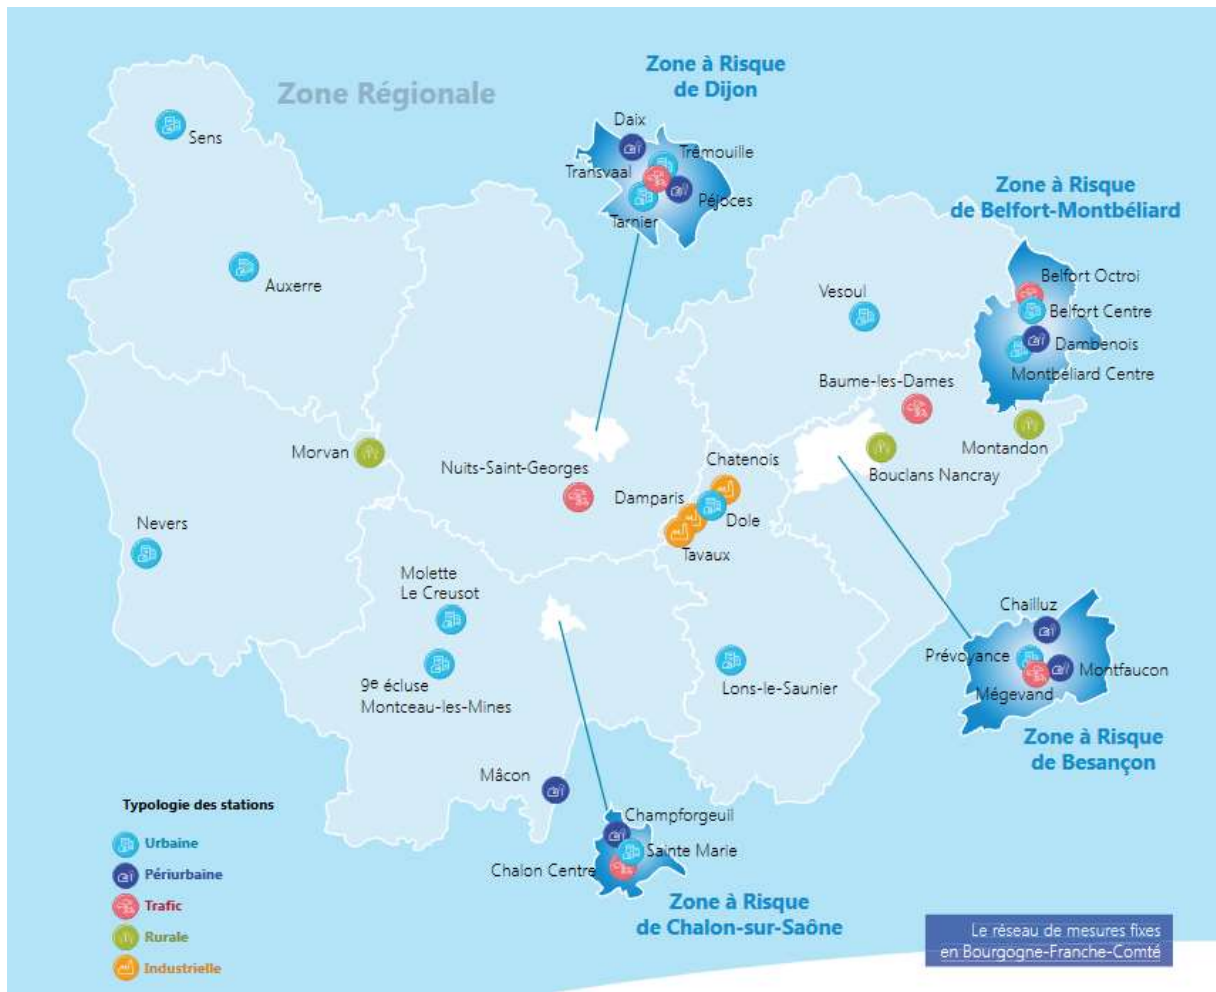 Zone Régionale
Zone à Risque
de Dijon
Daix
Trémouille
Transvaal
Péjoces
Tarnier
Sens
Auxerre
Zone à Risque
de Belfort-Montbéliard
Belfort Octroi
Belfort Centre
Dambenois
Montbéliard Centre
Vesoul
Baume-les-Dames
Montandon
Bouclans Nancray
Morvan
Nuits-Saint-Georges
Chatenois
Damparis
Dole
Tavaux
Nevers
Molette
Le Creusot
9e écluse
Montceau-les-Mines
Lons-le-Saunier
Chailluz
Prévoyance
Montfaucon
Mégevand
Zone à Risque
de Besançon
Mâcon
Champforgeuil
Sainte Marie
Chalon Centre
Zone à Risque
de Chalon-sur-Saône
Typologie des stations
Urbaine
Périurbaine
Trafic
Rurale
Industrielle
Le réseau de mesures fixes
en Bourgogne-Franche-Comté